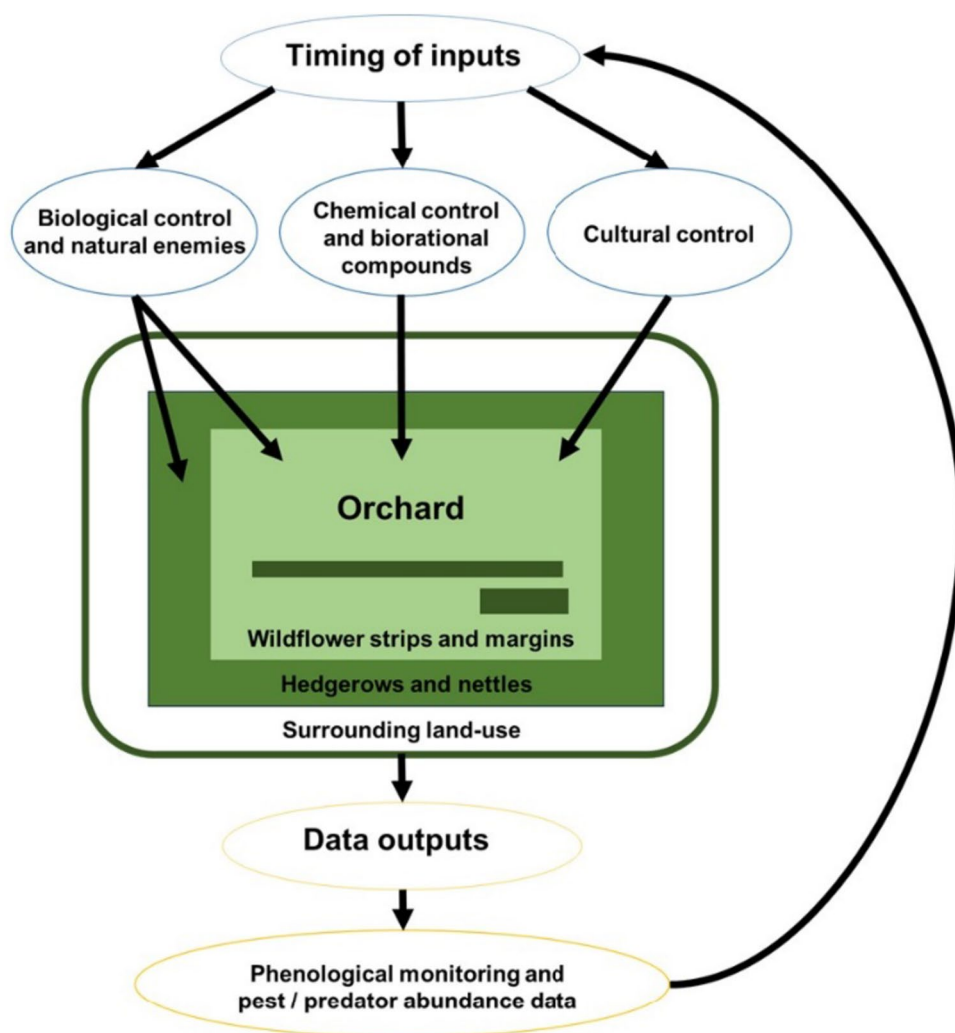 Timing of inputs
Biological control
and natural enemies
Chemical control
and biorational
compounds
Cultural control
Orchard
Wildflower strips and margins
Hedgerows and nettles
Surrounding land-use
Data outputs
Phenological monitoring and
pest / predator abundance data